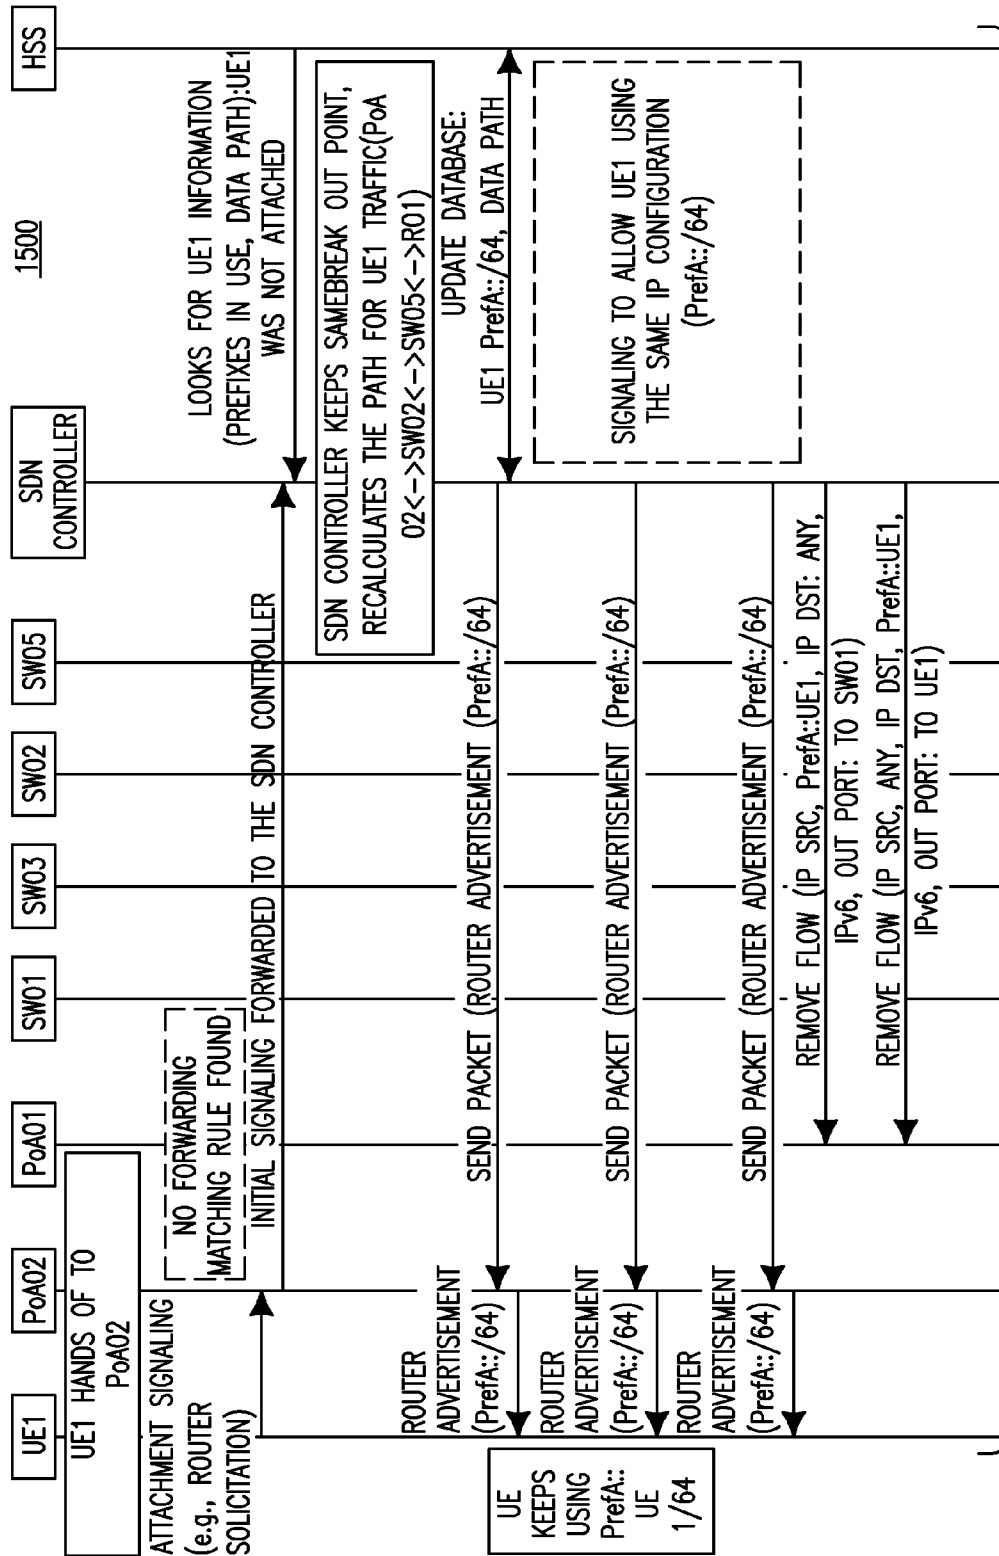 1500
UE1
PoA02
PoA01
SW01
SW03
SW02
SW05
SDN
CONTROLLER
HSS
UE1 HANDS OF TO
PoA02
ATTACHMENT SIGNALING
(e.g., ROUTER
SOLICITATION)
NO FORWARDING
MATCHING RULE FOUND
INITIAL SIGNALING FORWARDED TO THE SDN CONTROLLER
LOOKS FOR UE1 INFORMATION
(PREFIXES IN USE, DATA PATH):UE1
WAS NOT ATTACHED
SDN CONTROLLER KEEPS SAMEBREAK OUT POINT,
RECALCULATES THE PATH FOR UE1 TRAFFIC(PoA
02<->SW02<->SW05<->R01)
UPDATE DATABASE:
UE1 PrefA::/64, DATA PATH
SEND PACKET (ROUTER ADVERTISEMENT (PrefA::/64)
ROUTER
ADVERTISEMENT
(PrefA::/64)
SIGNALING TO ALLOW UE1 USING
THE SAME IP CONFIGURATION
(PrefA::/64)
UE
KEEPS
USING
PrefA::
UE
1/64
SEND PACKET (ROUTER ADVERTISEMENT (PrefA::/64)
ROUTER
ADVERTISEMENT
(PrefA::/64)
SEND PACKET (ROUTER ADVERTISEMENT (PrefA::/64)
ROUTER
ADVERTISEMENT
(PrefA::/64)
REMOVE FLOW (IP SRC, PrefA::UE1, IP DST: ANY,
IPv6, OUT PORT: TO SW01)
REMOVE FLOW (IP SRC, ANY, IP DST, PrefA::UE1,
IPv6, OUT PORT: TO UE1)